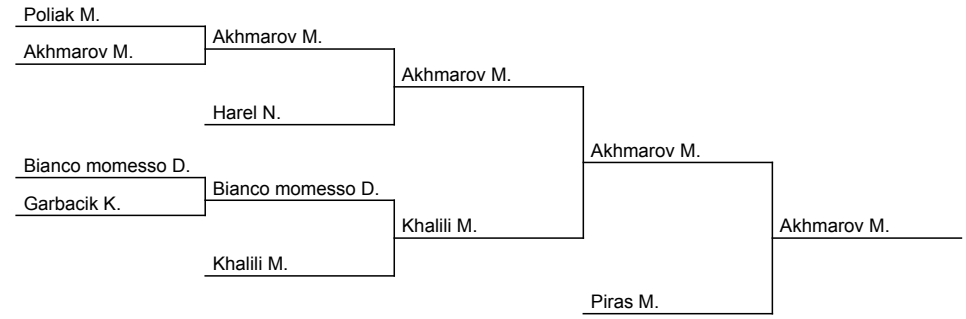 Poliak M.
Akhmarov M.
Akhmarov M.
Akhmarov M.
Harel N.
Akhmarov M.
Bianco momesso D.
Bianco momesso D.
Garbacik K.
Khalili M.
Akhmarov M.
Khalili M.
Piras M.